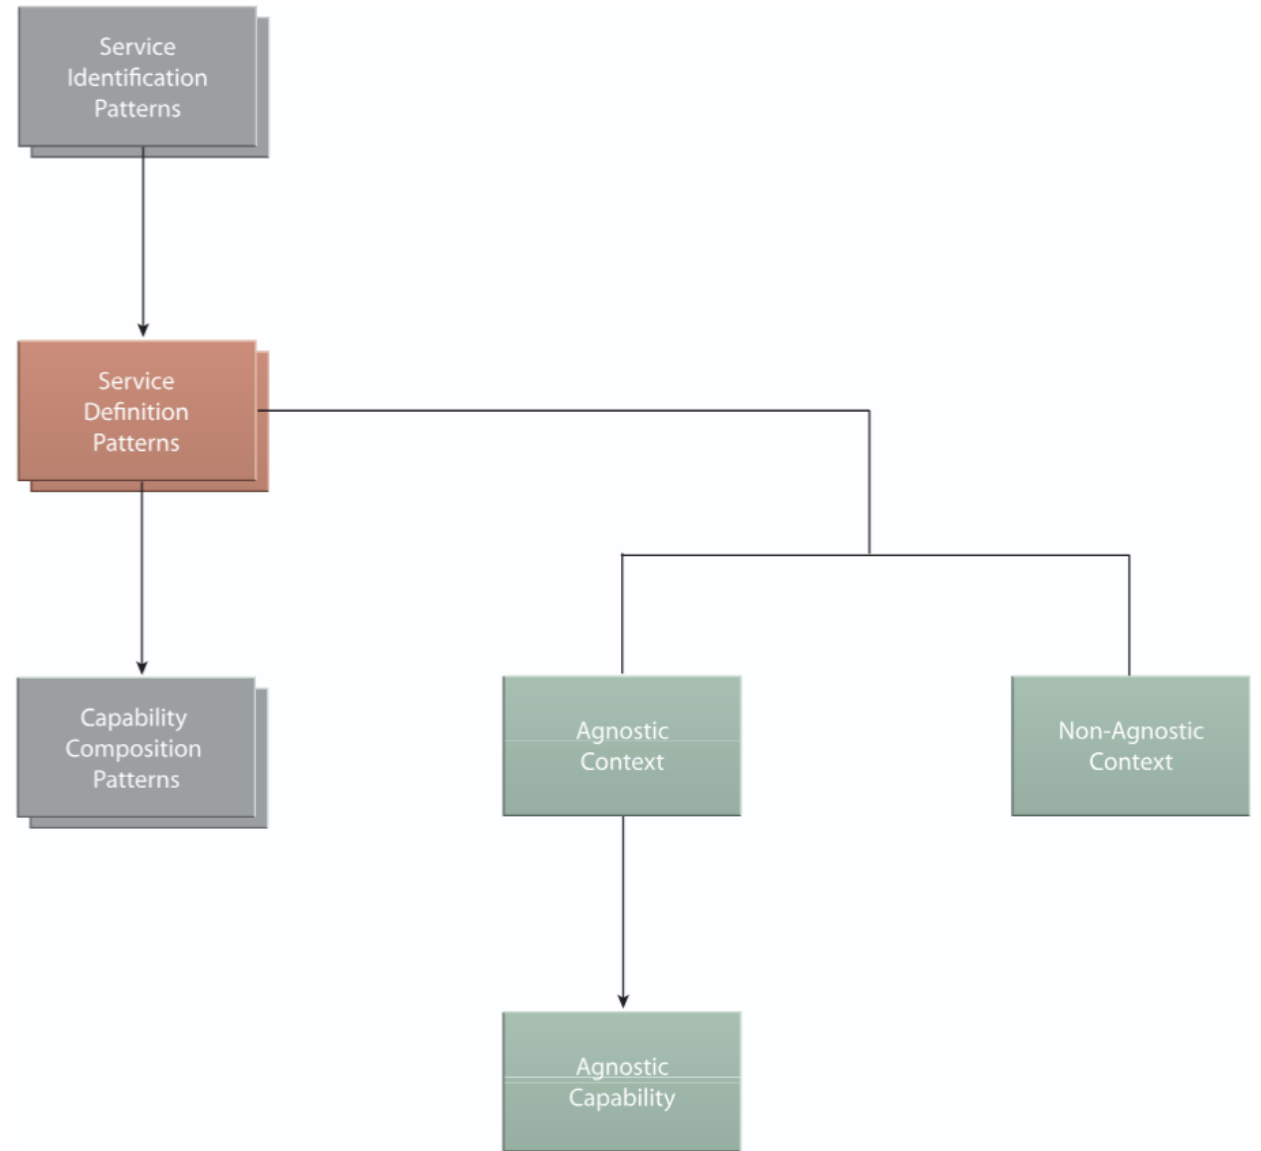 Service
Identification
Patterns
Service
Definition
Patterns
Capability
Composition
Patterns
Agnostic
Context
Non-Agnostic
Context
Agnostic
Capability